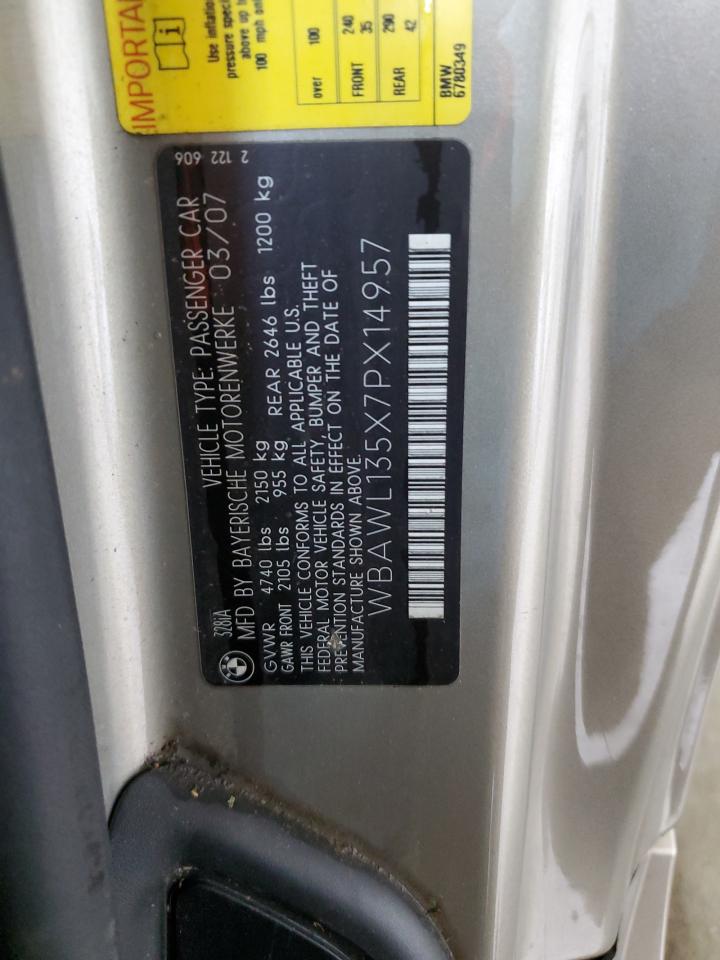 IMPORTA
Use inflation
pressure spec
above up to
100 mph
over 100
FRONT 240 35
REAR 290 42
BMW
6780349
328iA VEHICLE TYPE: PASSENGER CAR 2 122 606
MFD BY BAYERISCHE MOTORENWERKE 03/07
GVWR 4740 lbs 2150 kg
GAWR FRONT 2105 lbs 955 kg REAR 2646 lbs 1200 kg
THIS VEHICLE CONFORMS TO ALL APPLICABLE U.S.
FEDERAL MOTOR VEHICLE SAFETY, BUMPER AND THEFT
PREVENTION STANDARDS IN EFFECT ON THE DATE OF
MANUFACTURE SHOWN ABOVE.
WBAWL135X7PX14957